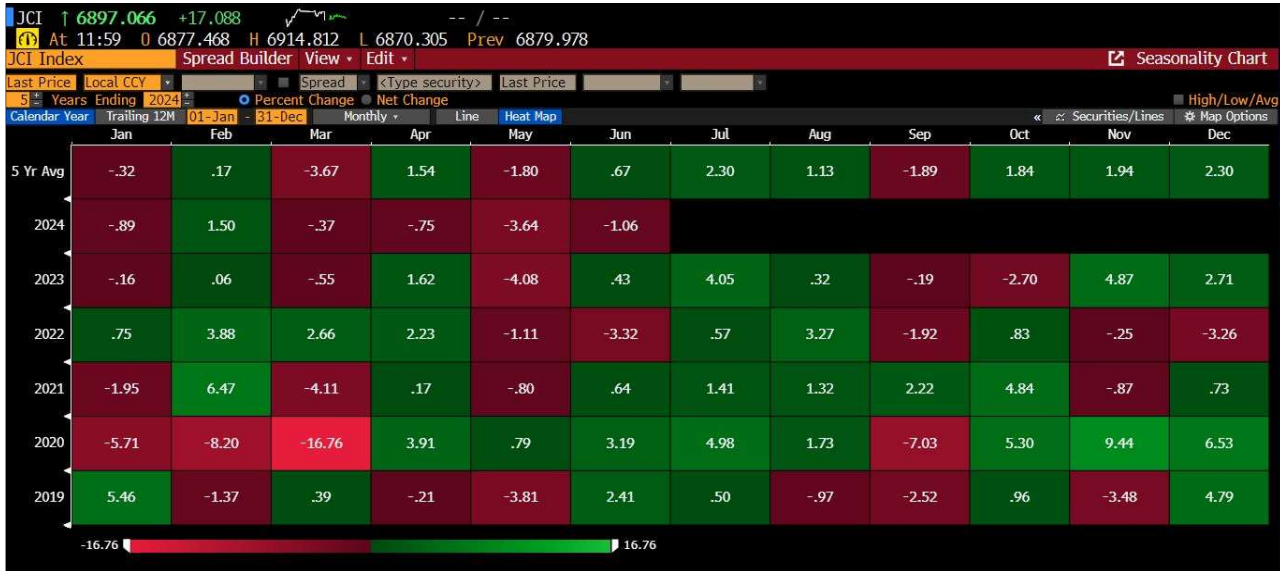 JCI ↑ 6897.066 +17.088 -- / --
At 11:59 O 6877.468 H 6914.812 L 6870.305 Prev 6879.978
JCI Index Spread Builder View Edit Seasonality Chart
Last Price Local CCY Spread <Type security> Last Price
5 Years Ending 2024 Percent Change Net Change High/Low/Avg
Calendar Year Trailing 12M 01-Jan - 31-Dec Monthly Line Heat Map « Securities/Lines Map Options
Jan Feb Mar Apr May Jun Jul Aug Sep Oct Nov Dec
5 Yr Avg -.32 .17 -3.67 1.54 -1.80 .67 2.30 1.13 -1.89 1.84 1.94 2.30
2024 -.89 1.50 -.37 -.75 -3.64 -1.06
2023 -.16 .06 -.55 1.62 -4.08 .43 4.05 .32 -.19 -2.70 4.87 2.71
2022 .75 3.88 2.66 2.23 -1.11 -3.32 .57 3.27 -1.92 .83 -.25 -3.26
2021 -1.95 6.47 -4.11 .17 -.80 .64 1.41 1.32 2.22 4.84 -.87 .73
2020 -5.71 -8.20 -16.76 3.91 .79 3.19 4.98 1.73 -7.03 5.30 9.44 6.53
2019 5.46 -1.37 .39 -.21 -3.81 2.41 .50 -.97 -2.52 .96 -3.48 4.79
-16.76 16.76